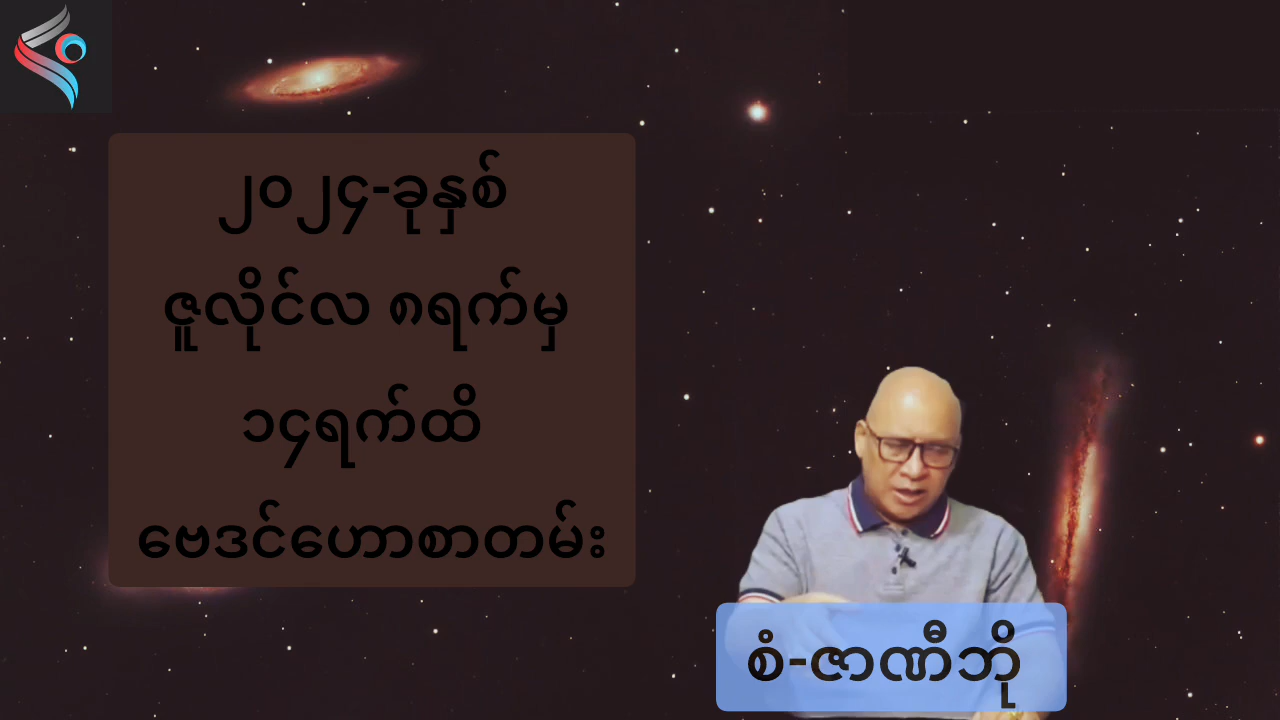 ၂၀၂၄-ခုနှစ်
ဇူလိုင်လ ၈ရက်မှ
၁၄ရက်ထိ
ဗေဒင်ဟောစာတမ်း
စံ-ဇာဏီဘို